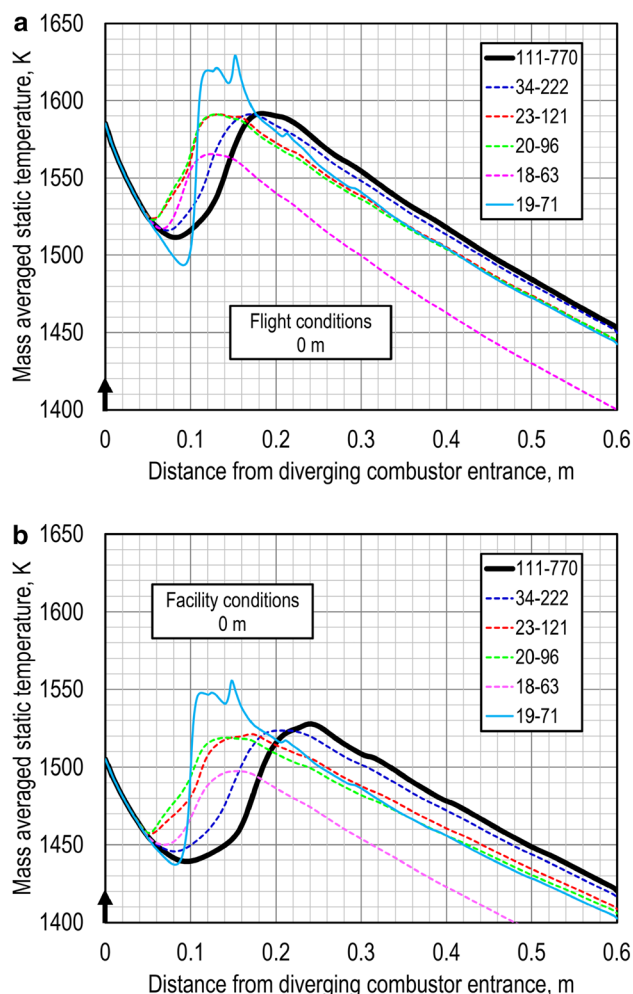 a
Mass averaged static temperature, K
1650
1600
1550
1500
1450
1400
111-770
34-222
23-121
20-96
18-63
19-71
Flight conditions
0 m
0 0.1 0.2 0.3 0.4 0.5 0.6
Distance from diverging combustor entrance, m
b
Mass averaged static temperature, K
1650
1600
1550
1500
1450
1400
111-770
34-222
23-121
20-96
18-63
19-71
Facility conditions
0 m
0 0.1 0.2 0.3 0.4 0.5 0.6
Distance from diverging combustor entrance, m